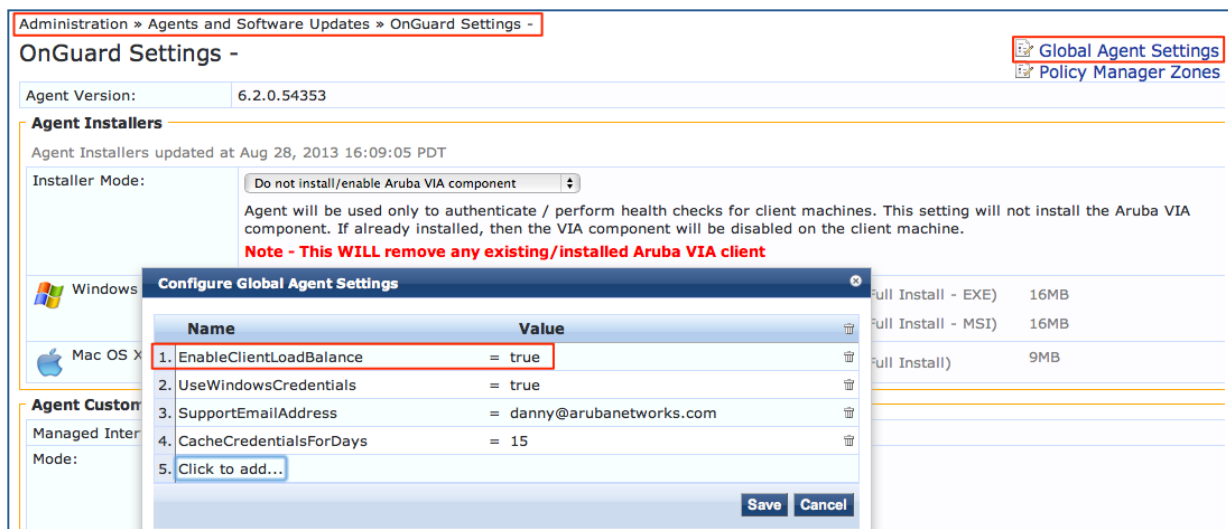 Administration » Agents and Software Updates » OnGuard Settings -
OnGuard Settings -
Global Agent Settings
Policy Manager Zones
Agent Version: 6.2.0.54353
Agent Installers
Agent Installers updated at Aug 28, 2013 16:09:05 PDT
Installer Mode: Do not install/enable Aruba VIA component
Agent will be used only to authenticate / perform health checks for client machines. This setting will not install the Aruba VIA
component. If already installed, then the VIA component will be disabled on the client machine.
Note - This WILL remove any existing/installed Aruba VIA client
Windows
Full Install - EXE) 16MB
Full Install - MSI) 16MB
Mac OS X
Full Install) 9MB
Agent Custom
Managed Inter
Mode:
Configure Global Agent Settings
Name Value
1. EnableClientLoadBalance = true
2. UseWindowsCredentials = true
3. SupportEmailAddress = danny@arubanetworks.com
4. CacheCredentialsForDays = 15
5. Click to add...
Save Cancel